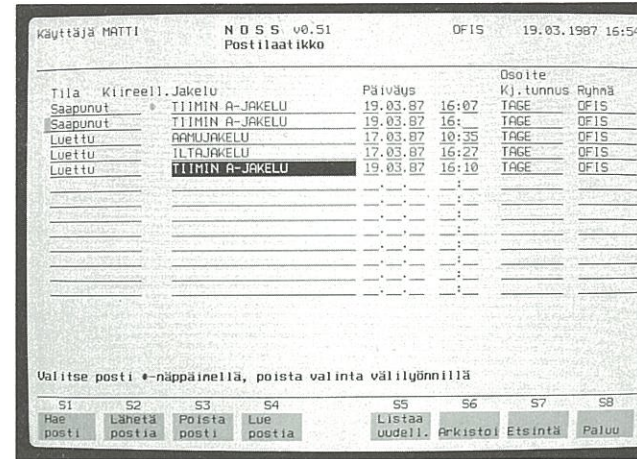 Käyttäjä MATTI N O S S v0.51 OFIS 19.03.1987 16:54
Postilaatikko
Osoite
Tila Kiireell. Jakelu Päiväys Kj.tunnus Ryhmä
Saapunut TIIMIN A-JAKELU 19.03.87 16:07 TAGE OFIS
Saapunut TIIMIN A-JAKELU 19.03.87 16: TAGE OFIS
Luettu AAMUJAKELU 17.03.87 10:35 TAGE OFIS
Luettu ILTAJAKELU 17.03.87 16:27 TAGE OFIS
Luettu TIIMIN A-JAKELU 19.03.87 16:10 TAGE OFIS
Valitse posti *-näppäimellä, poista valinta välilyönnillä
S1 S2 S3 S4 S5 S6 S7 S8
Hae Lähetä Poista Lue Listaa
posti postia posti postia uudell. Arkistoi Etsintä Paluu